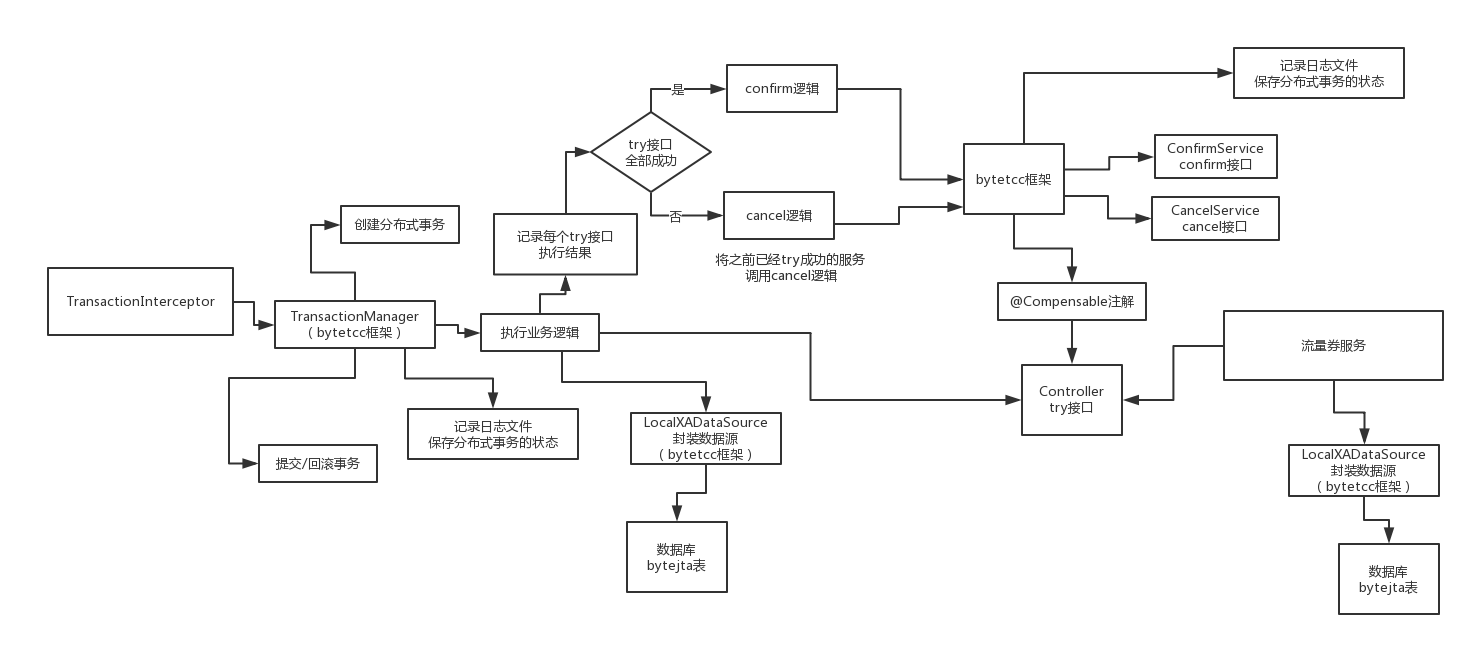 TransactionInterceptor
创建分布式事务
TransactionManager
（bytetcc框架）
提交/回滚事务
记录日志文件
保存分布式事务的状态
执行业务逻辑
记录每个try接口
执行结果
try接口
全部成功
是
否
confirm逻辑
cancel逻辑
将之前已经try成功的服务
调用cancel逻辑
LocalXADataSource
封装数据源
（bytetcc框架）
数据库
bytejta表
bytetcc框架
记录日志文件
保存分布式事务的状态
ConfirmService
confirm接口
CancelService
cancel接口
@Compensable注解
Controller
try接口
流量券服务
LocalXADataSource
封装数据源
（bytetcc框架）
数据库
bytejta表